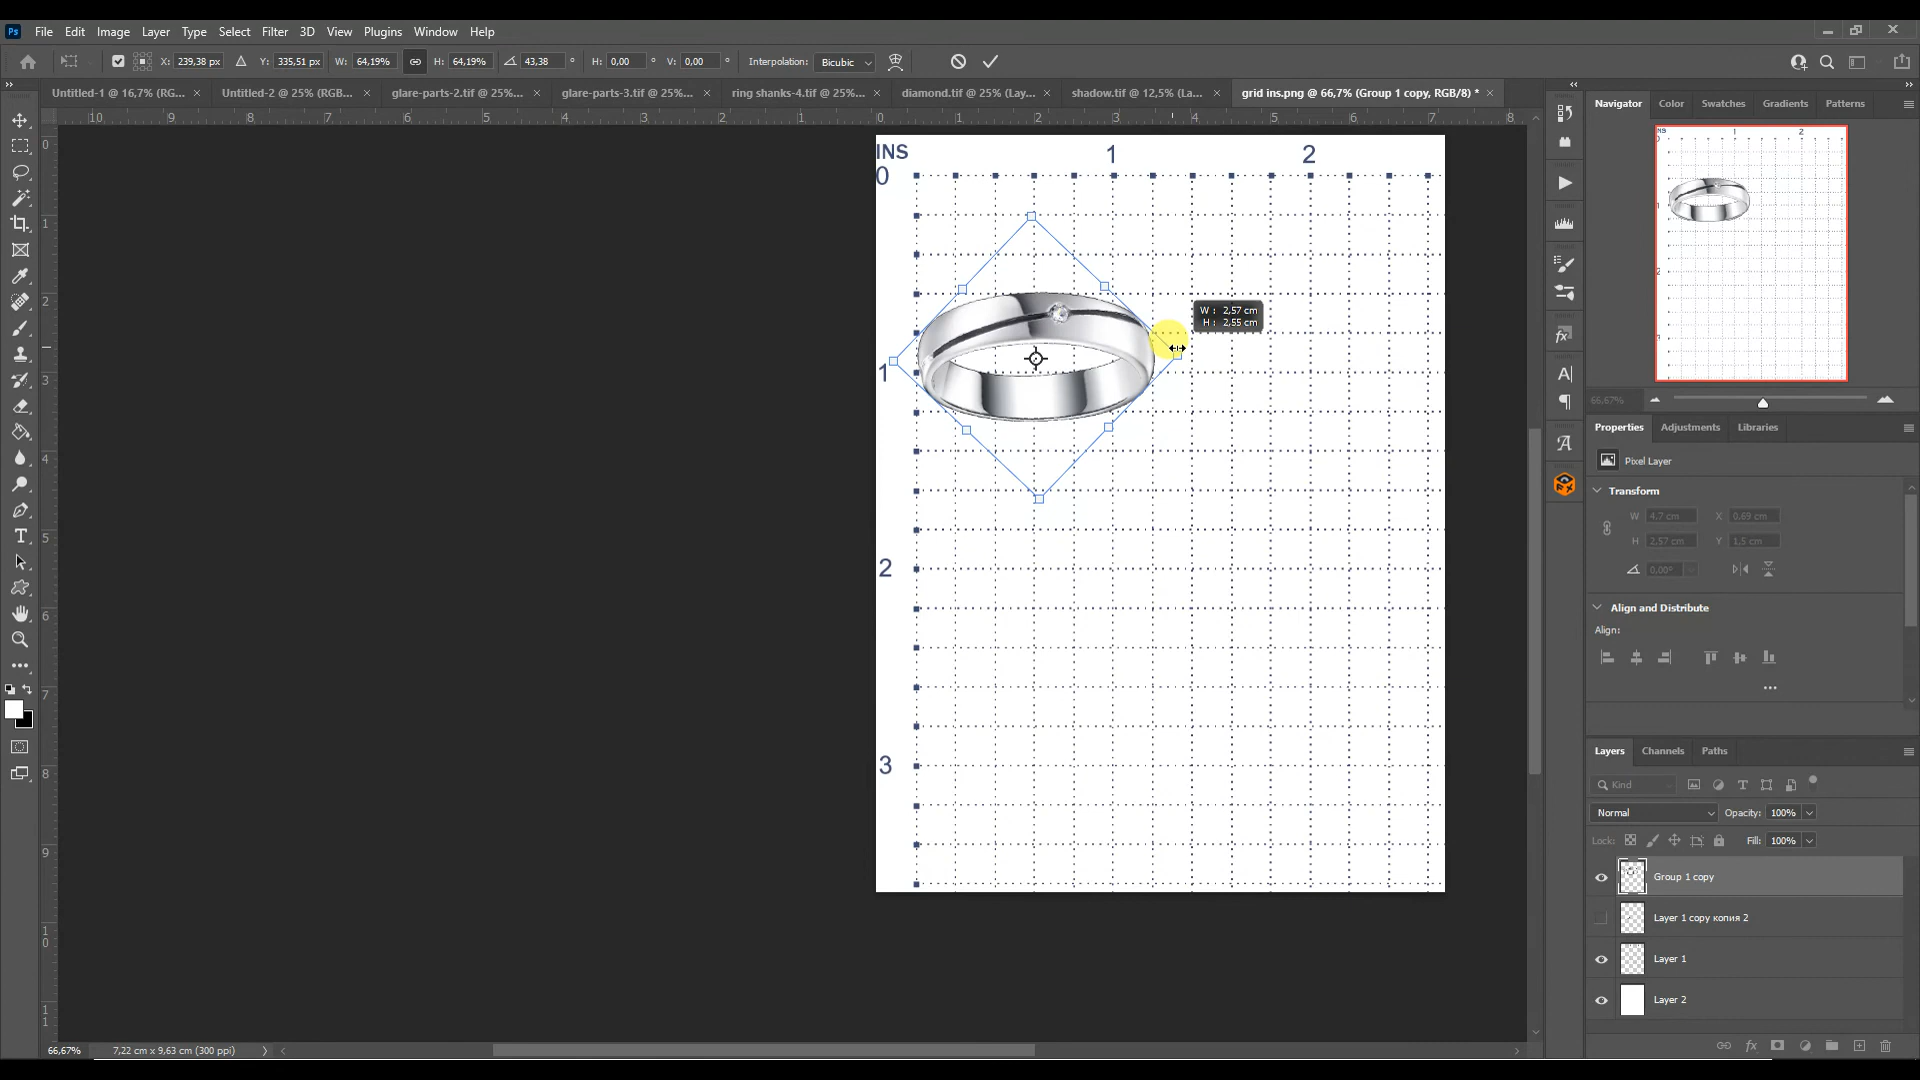 Ps File Edit Image Layer Type Select Filter 3D View Plugins Window Help
X: 239,38 px Y: 335,51 px W: 64,19% H: 64,19% 43,38 ° H: 0,00 ° V: 0,00 ° Interpolation: Bicubic
Untitled-1 @ 16,7% (RG... × Untitled-2 @ 25% (RGB... × glare-parts-2.tif @ 25%... × glare-parts-3.tif @ 25%... × ring shanks-4.tif @ 25%... × diamond.tif @ 25% (Lay... × shadow.tif @ 12,5% (La... × grid ins.png @ 66,7% (Group 1 copy, RGB/8) * ×
Navigator Color Swatches Gradients Patterns
10 9 8 7 6 5 4 3 2 1 0 1 2 3 4 5 6 7 8
0
1
2
3
4
5
6
7
8
9
1
0
1
1
INS 1 2
0
1
2
3
W : 2,57 cm
H : 2,55 cm
66,67%
Properties Adjustments Libraries
Pixel Layer
Transform
W 4,7 cm X 0,69 cm
H 2,57 cm Y 1,5 cm
0,00°
Align and Distribute
Align:
Layers Channels Paths
Kind
Normal Opacity: 100%
Lock: Fill: 100%
Group 1 copy
Layer 1 copy копия 2
Layer 1
Layer 2
66,67% 7,22 cm x 9,63 cm (300 ppi)